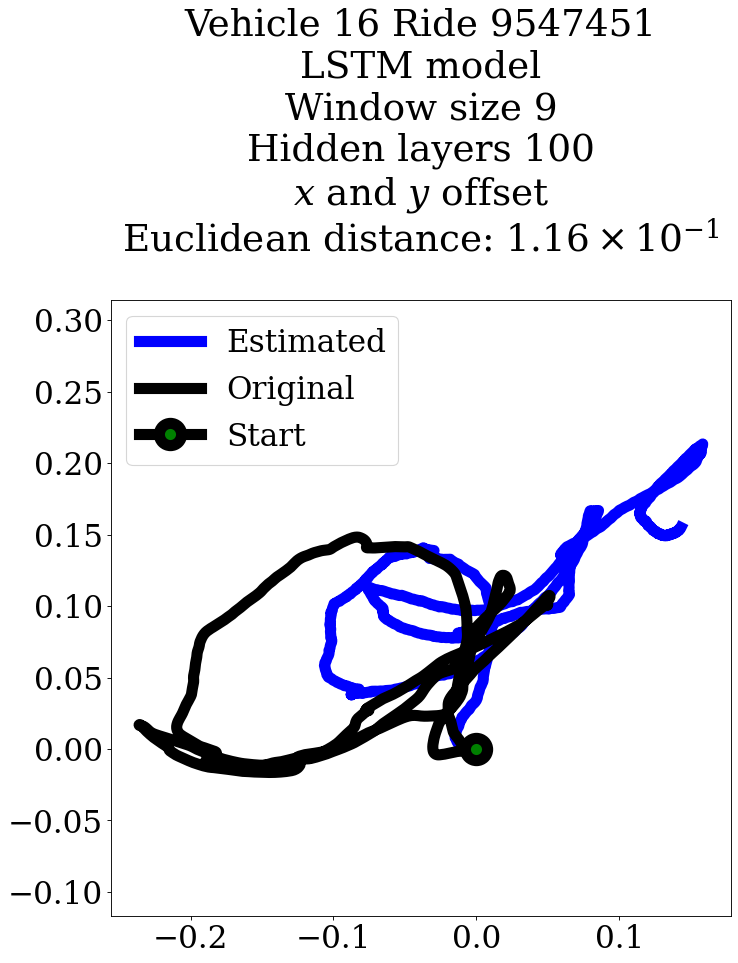 Vehicle 16 Ride 9547451
LSTM model
Window size 9
Hidden layers 100
x and y offset
Euclidean distance: 1.16 × 10⁻¹
Estimated
Original
Start
0.30
0.25
0.20
0.15
0.10
0.05
0.00
−0.05
−0.10
−0.2 −0.1 0.0 0.1